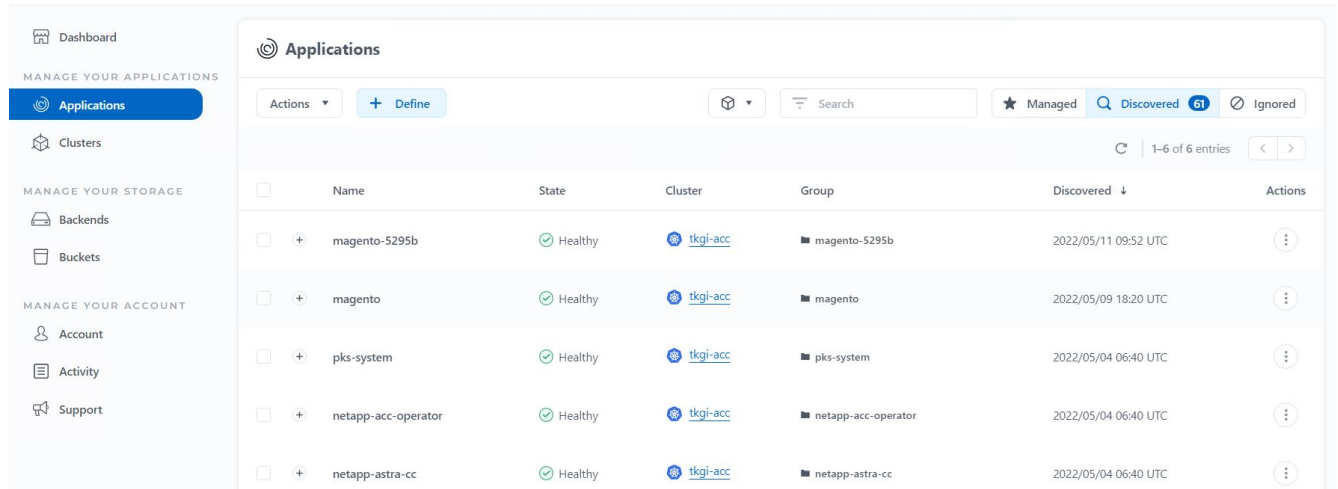 Dashboard
MANAGE YOUR APPLICATIONS
Applications
Clusters
MANAGE YOUR STORAGE
Backends
Buckets
MANAGE YOUR ACCOUNT
Account
Activity
Support
Applications
Actions + Define Search Managed Discovered 61 Ignored
1–6 of 6 entries < >
Name State Cluster Group Discovered ↓ Actions
+ magento-5295b Healthy tkgi-acc magento-5295b 2022/05/11 09:52 UTC
+ magento Healthy tkgi-acc magento 2022/05/09 18:20 UTC
+ pks-system Healthy tkgi-acc pks-system 2022/05/04 06:40 UTC
+ netapp-acc-operator Healthy tkgi-acc netapp-acc-operator 2022/05/04 06:40 UTC
+ netapp-astra-cc Healthy tkgi-acc netapp-astra-cc 2022/05/04 06:40 UTC